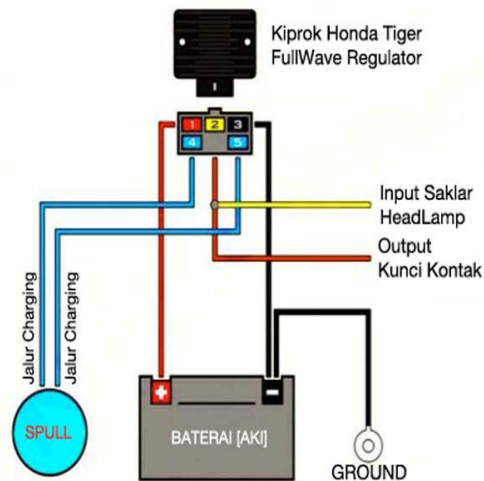 Kiprok Honda Tiger
FullWave Regulator
1 2 3
4 5
Input Saklar
HeadLamp
Output
Kunci Kontak
Jalur Charging
Jalur Charging
SPULL
+ -
BATERAI [AKI]
GROUND